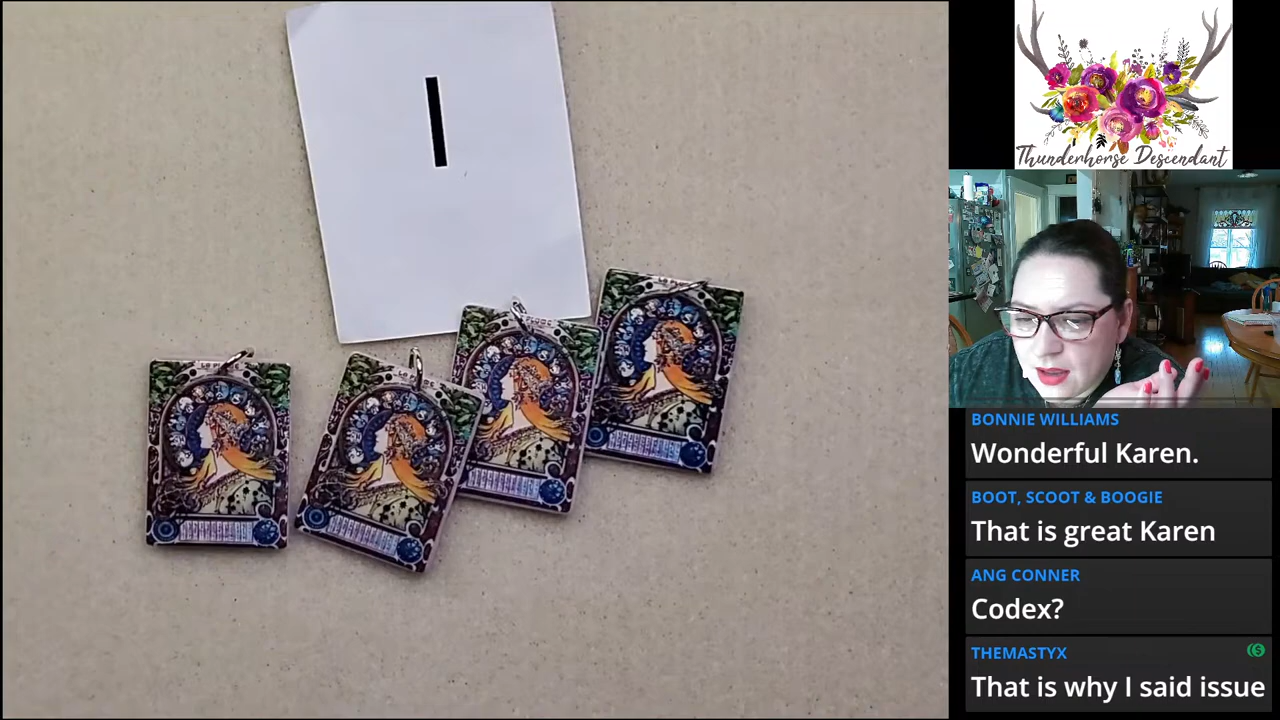 Thunderhorse Descendant
BONNIE WILLIAMS
Wonderful Karen.
BOOT, SCOOT & BOOGIE
That is great Karen
ANG CONNER
Codex?
THEMASTYX
That is why I said issue